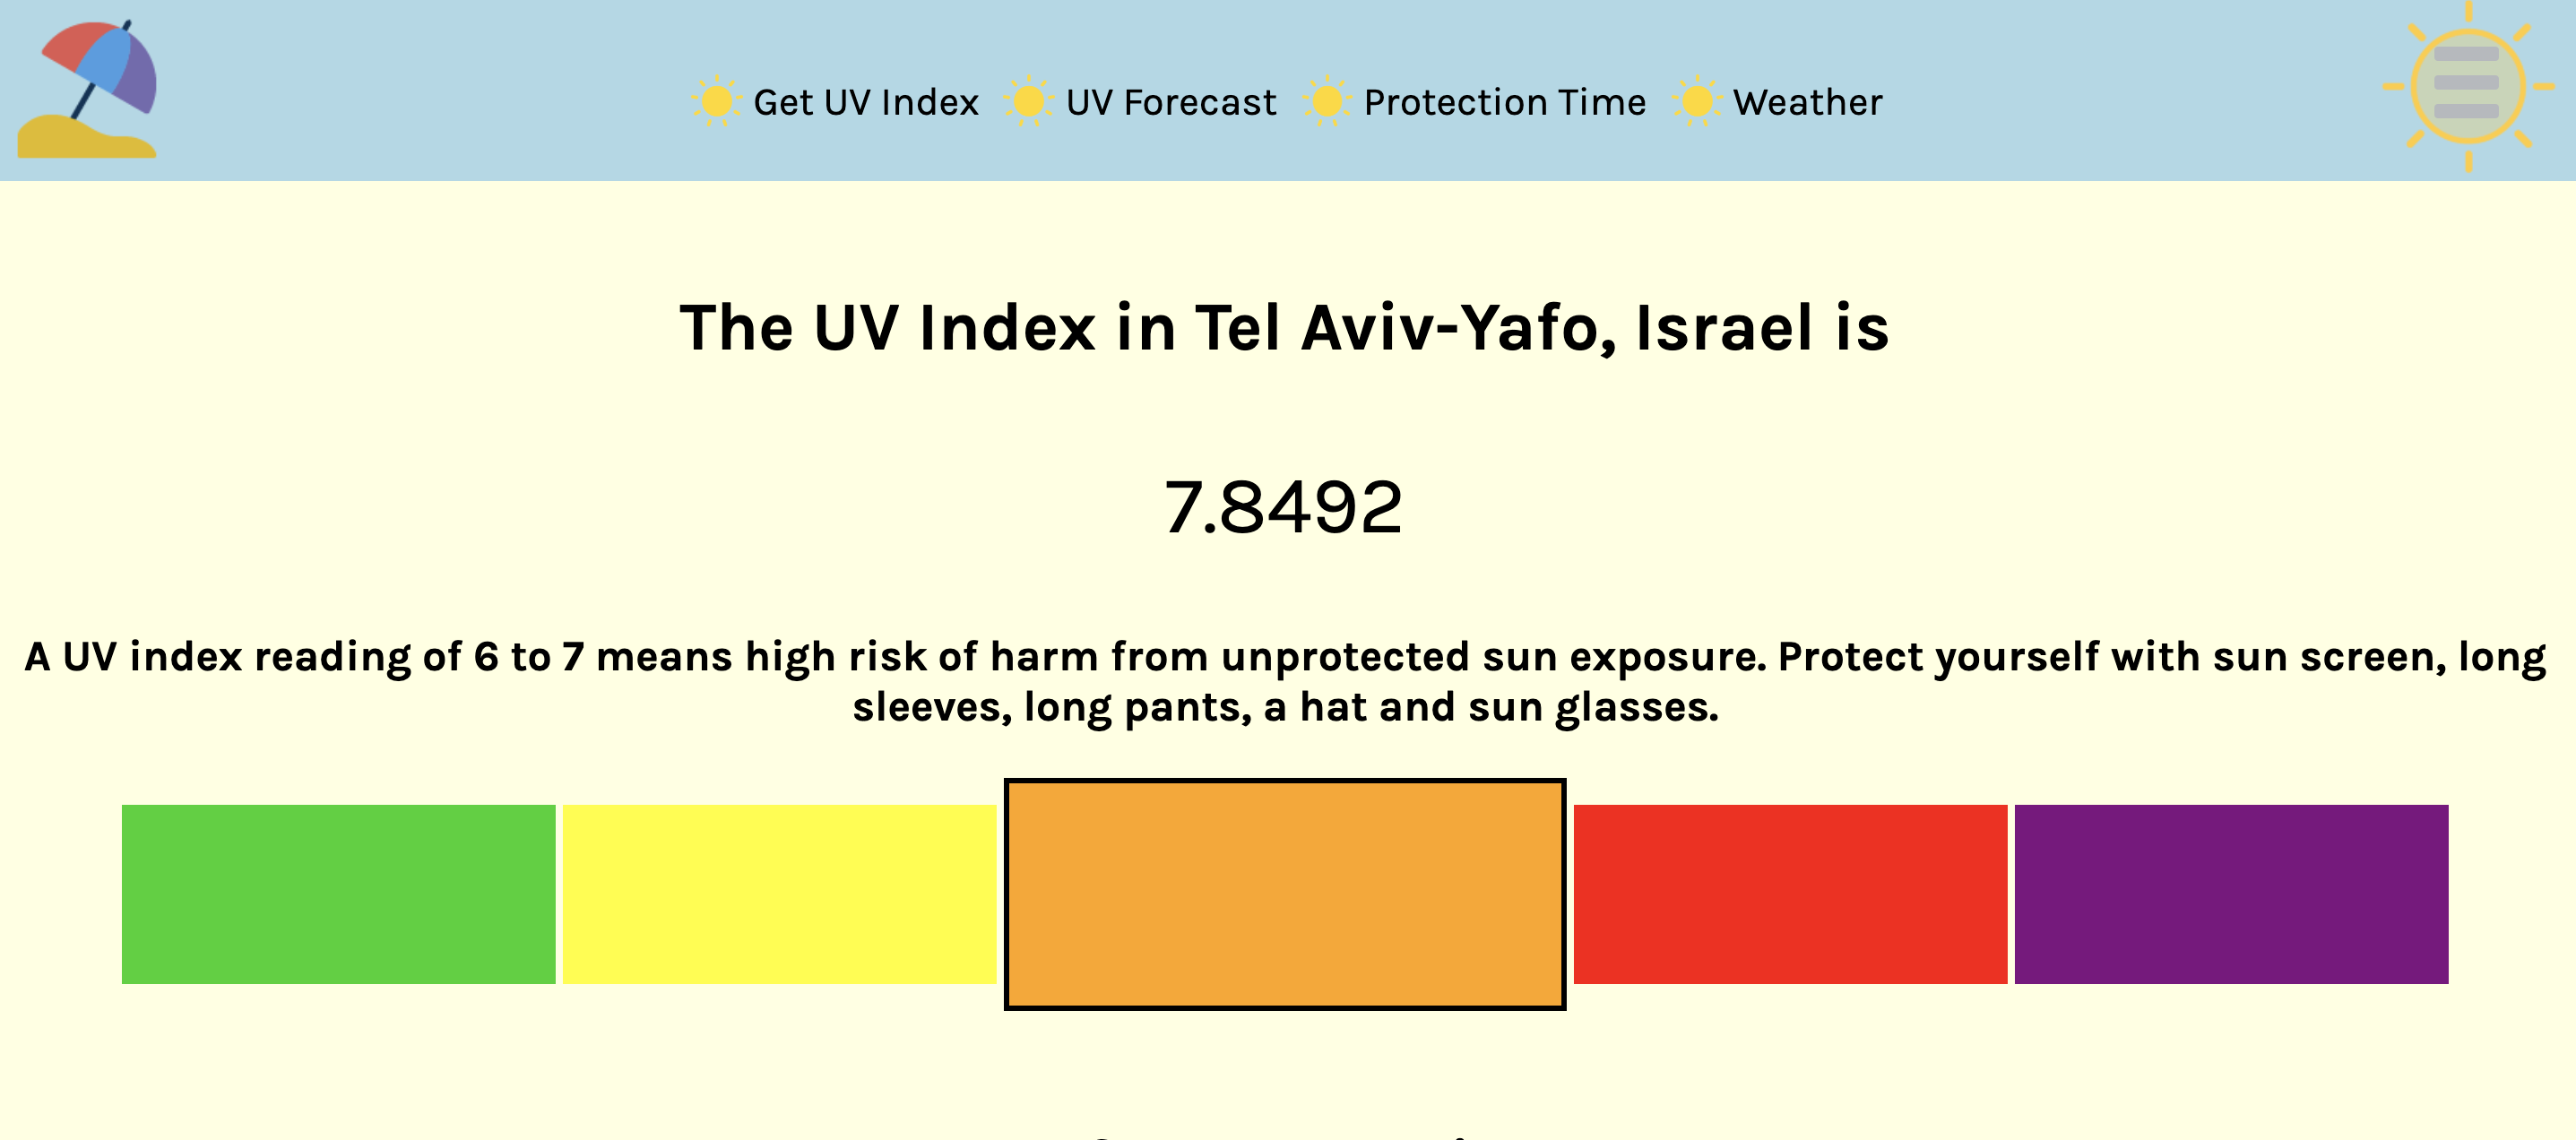 Get UV Index UV Forecast Protection Time Weather
The UV Index in Tel Aviv-Yafo, Israel is
7.8492
A UV index reading of 6 to 7 means high risk of harm from unprotected sun exposure. Protect yourself with sun screen, long
sleeves, long pants, a hat and sun glasses.